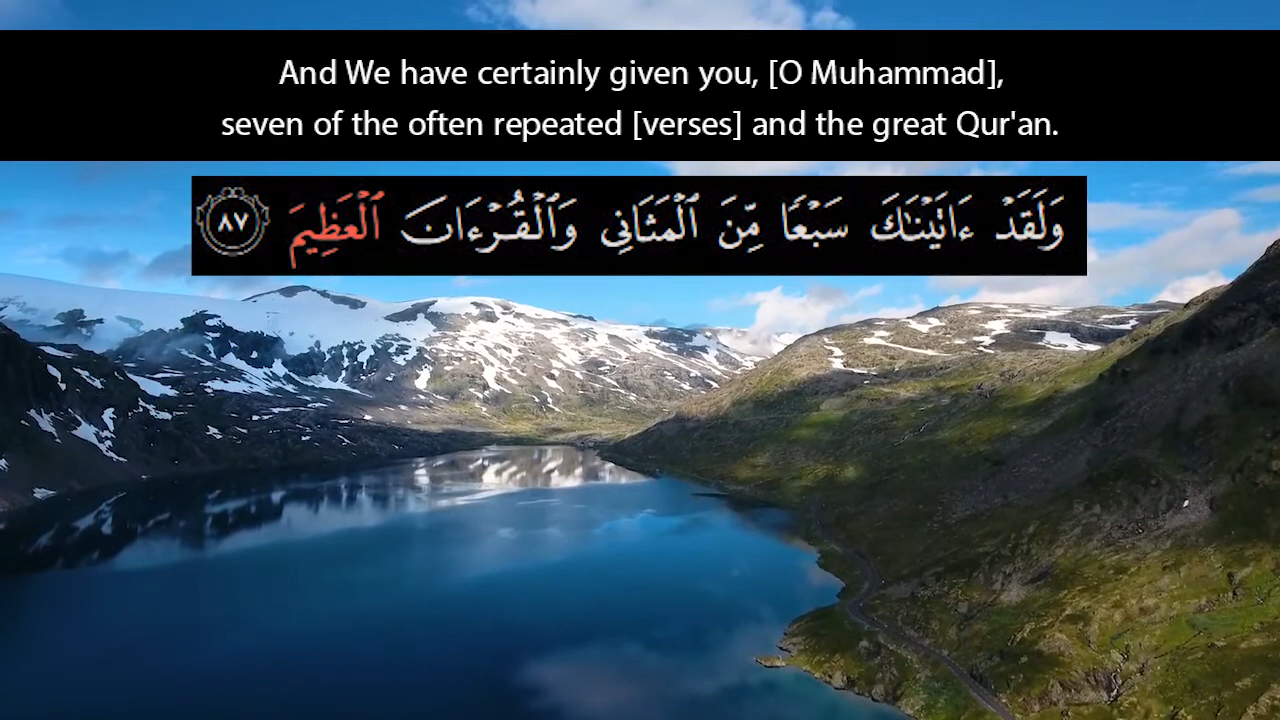 And We have certainly given you, [O Muhammad],
seven of the often repeated [verses] and the great Qur'an.
وَلَقَدْ ءَاتَيْنَٰكَ سَبْعًا مِّنَ ٱلْمَثَانِى وَٱلْقُرْءَانَ ٱلْعَظِيمَ ٨٧